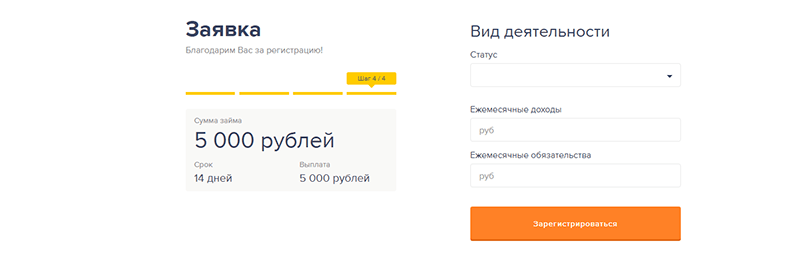 Заявка
Благодарим Вас за регистрацию!
Шаг 4 / 4
Сумма займа
5 000 рублей
Срок
Выплата
14 дней
5 000 рублей
Вид деятельности
Статус
Ежемесячные доходы
руб
Ежемесячные обязательства
руб
Зарегистрироваться